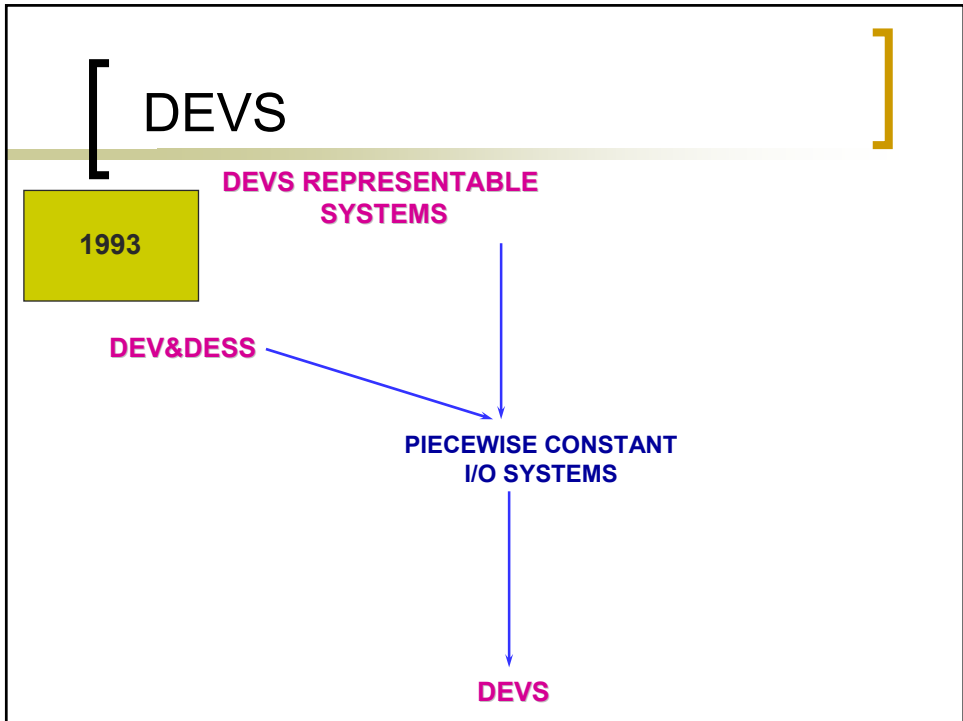 DEVS
DEVS REPRESENTABLE
SYSTEMS
1993
DEV&DESS
PIECEWISE CONSTANT
I/O SYSTEMS
DEVS